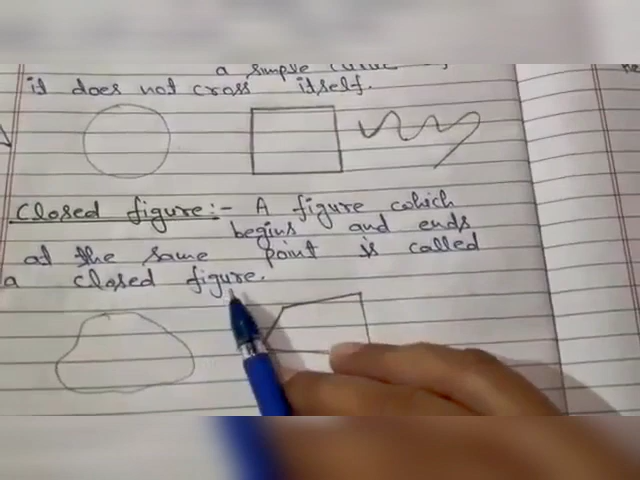 a simple
it does not cross itself.
Closed figure:- A figure which
begins and ends
at the same point is called
a closed figure.